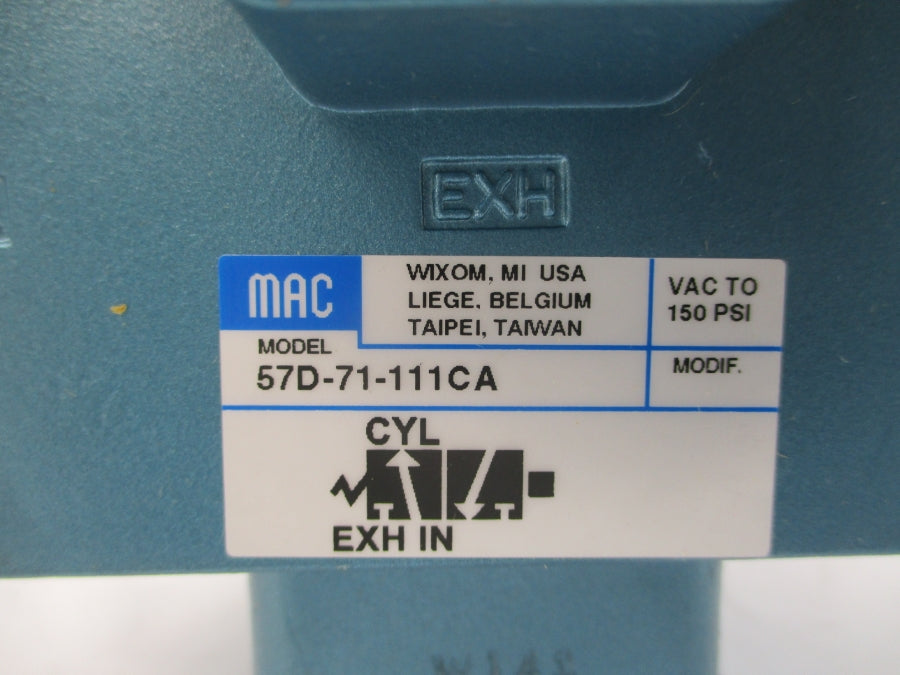 EXH
MAC
WIXOM, MI USA
LIEGE, BELGIUM
TAIPEI, TAIWAN
VAC TO
150 PSI
MODEL
57D-71-111CA
MODIF.
CYL
EXH IN